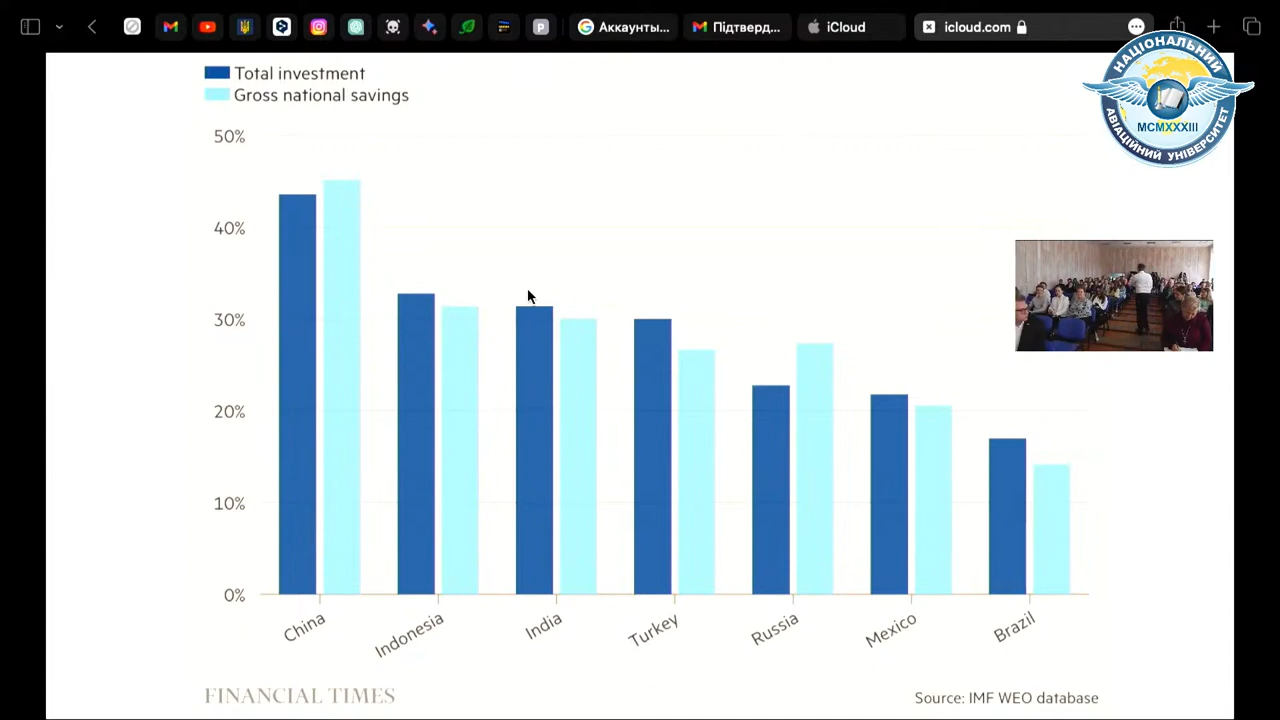 Аккаунты...
Підтверд...
iCloud
icloud.com
НАЦІОНАЛЬНИЙ
MCMXXXIII
АВІАЦІЙНИЙ УНІВЕРСИТЕТ
Total investment
Gross national savings
50%
40%
30%
20%
10%
0%
China
Indonesia
India
Turkey
Russia
Mexico
Brazil
FINANCIAL TIMES
Source: IMF WEO database